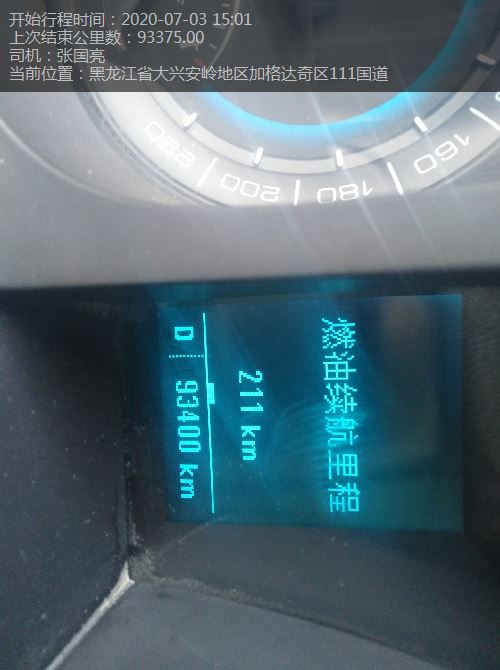 开始行程时间：2020-07-03 15:01
上次结束公里数：93375.00
司机：张国亮
当前位置：黑龙江省大兴安岭地区加格达奇区111国道
220
200
180
160
燃油续航里程
211 km
D 93400 km